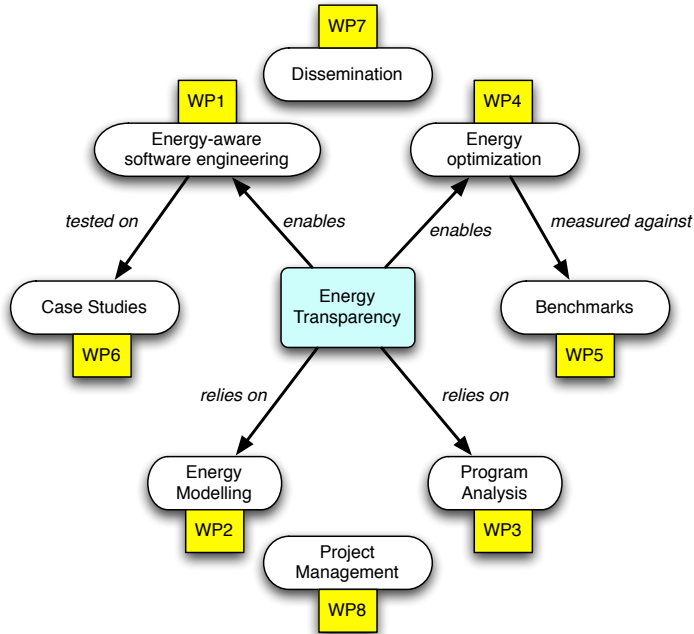 WP7
Dissemination
WP1
WP4
Energy-aware
software engineering
Energy
optimization
tested on
enables
enables
measured against
Case Studies
Energy
Transparency
Benchmarks
WP6
WP5
relies on
relies on
Energy
Modelling
Program
Analysis
WP2
WP3
Project
Management
WP8